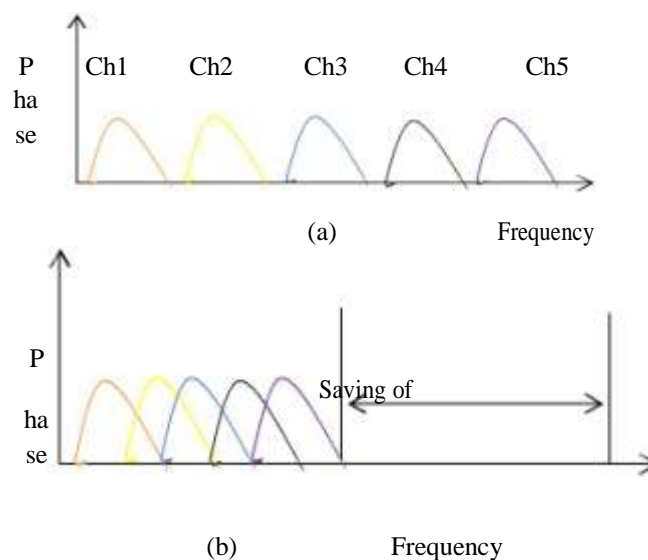 P
ha
se
Ch1 Ch2 Ch3 Ch4 Ch5
(a) Frequency
P
ha
se
Saving of
(b) Frequency